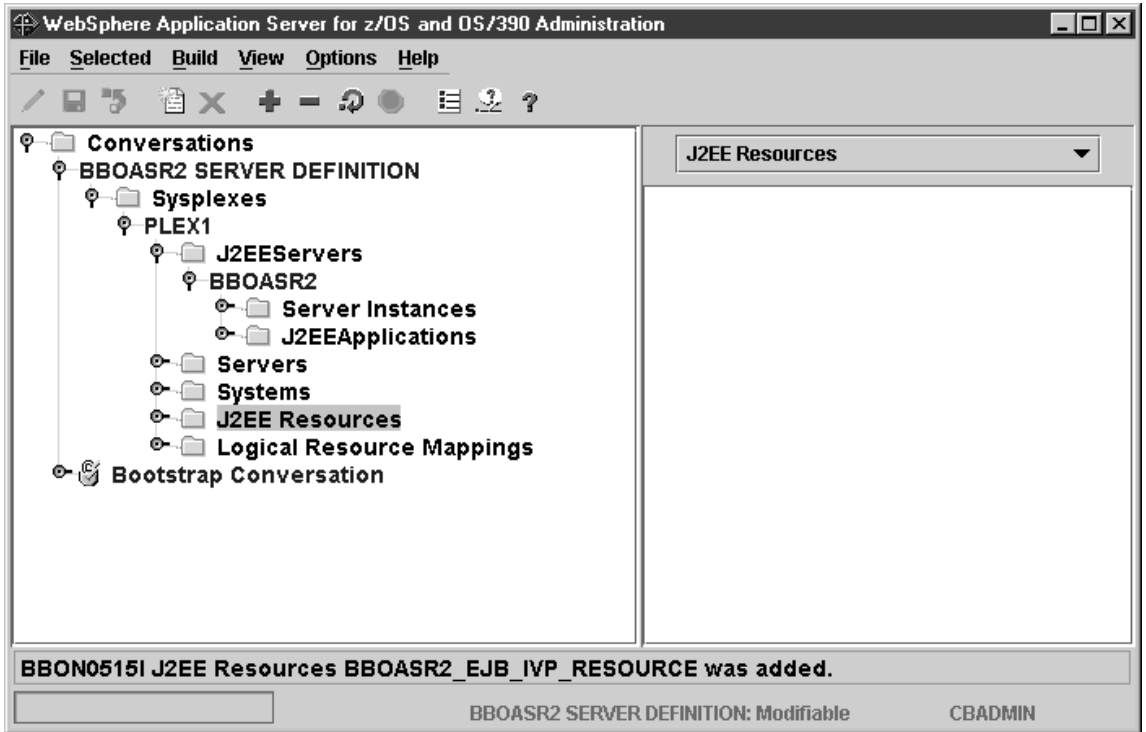 WebSphere Application Server for z/OS and OS/390 Administration
File Selected Build View Options Help
Conversations
BBOASR2 SERVER DEFINITION
Sysplexes
PLEX1
J2EEServers
BBOASR2
Server Instances
J2EEApplications
Servers
Systems
J2EE Resources
Logical Resource Mappings
Bootstrap Conversation
J2EE Resources
BBON0515I J2EE Resources BBOASR2_EJB_IVP_RESOURCE was added.
BBOASR2 SERVER DEFINITION: Modifiable CBADMIN